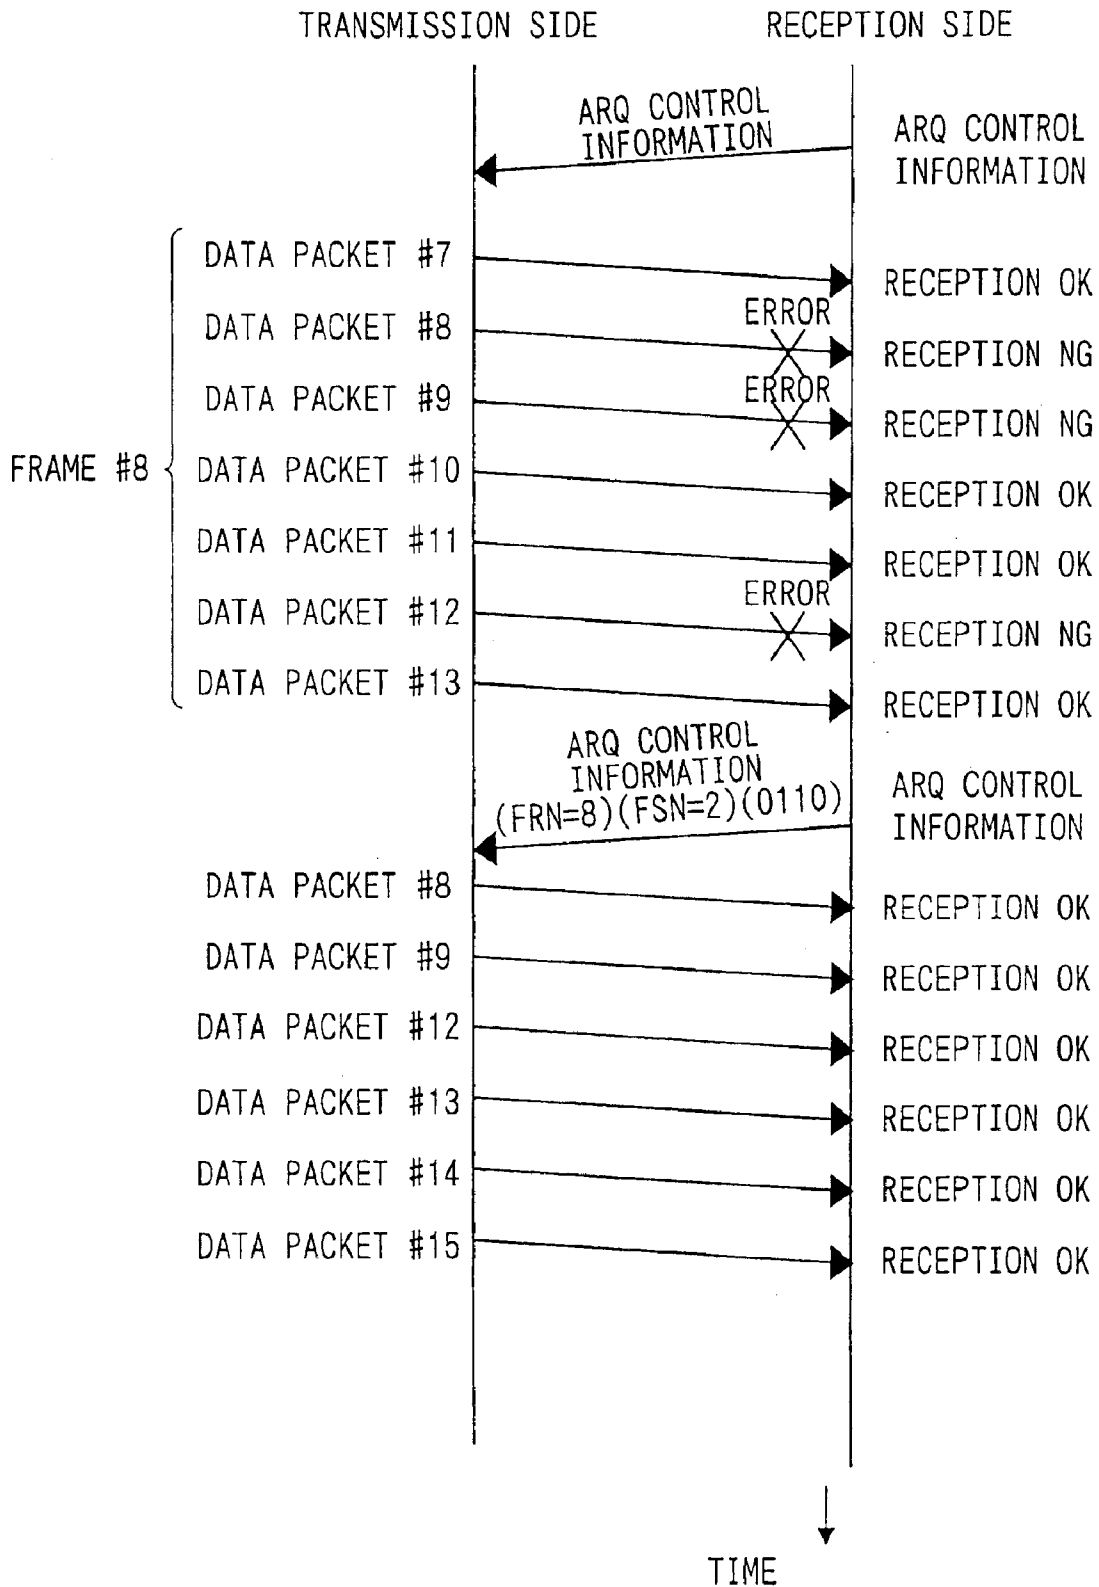 TRANSMISSION SIDE RECEPTION SIDE
ARQ CONTROL
INFORMATION
ARQ CONTROL
INFORMATION
DATA PACKET #7 RECEPTION OK
ERROR
DATA PACKET #8 RECEPTION NG
ERROR
DATA PACKET #9 RECEPTION NG
FRAME #8 DATA PACKET #10 RECEPTION OK
DATA PACKET #11 RECEPTION OK
ERROR
DATA PACKET #12 RECEPTION NG
DATA PACKET #13 RECEPTION OK
ARQ CONTROL
INFORMATION
(FRN=8)(FSN=2)(0110)
ARQ CONTROL
INFORMATION
DATA PACKET #8 RECEPTION OK
DATA PACKET #9 RECEPTION OK
DATA PACKET #12 RECEPTION OK
DATA PACKET #13 RECEPTION OK
DATA PACKET #14 RECEPTION OK
DATA PACKET #15 RECEPTION OK
TIME